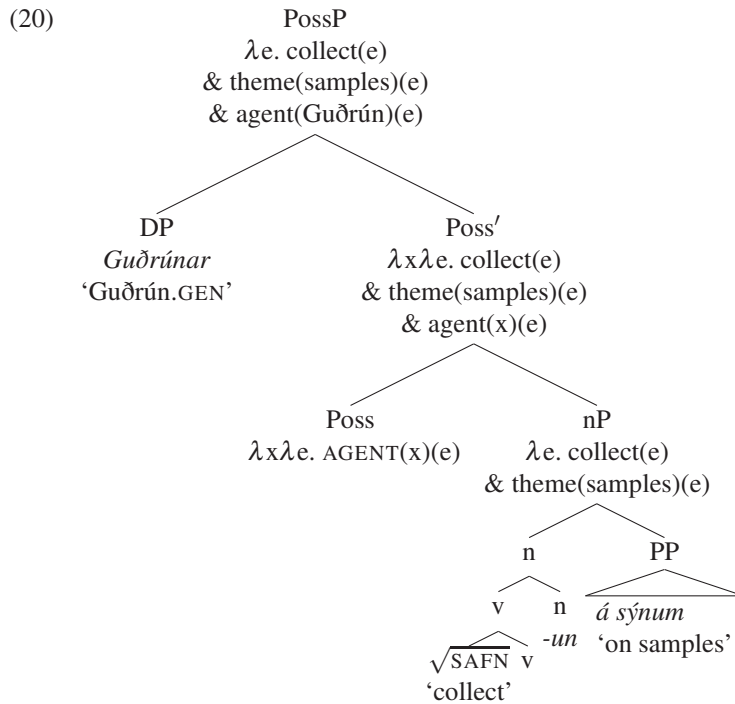 (20) PossP
λe. collect(e)
& theme(samples)(e)
& agent(Guðrún)(e)
DP Poss′
Guðrúnar λxλe. collect(e)
‘Guðrún.GEN’ & theme(samples)(e)
& agent(x)(e)
Poss nP
λxλe. AGENT(x)(e) λe. collect(e)
& theme(samples)(e)
n PP
v n á sýnum
-un ‘on samples’
√SAFN v
‘collect’